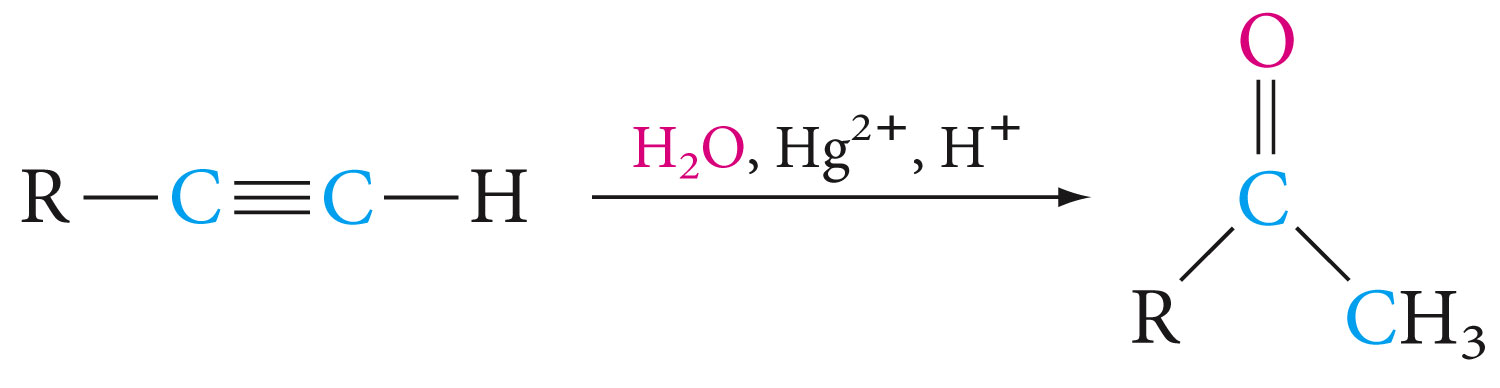 O
H₂O, Hg²⁺, H⁺
R—C≡C—H
C
R CH₃